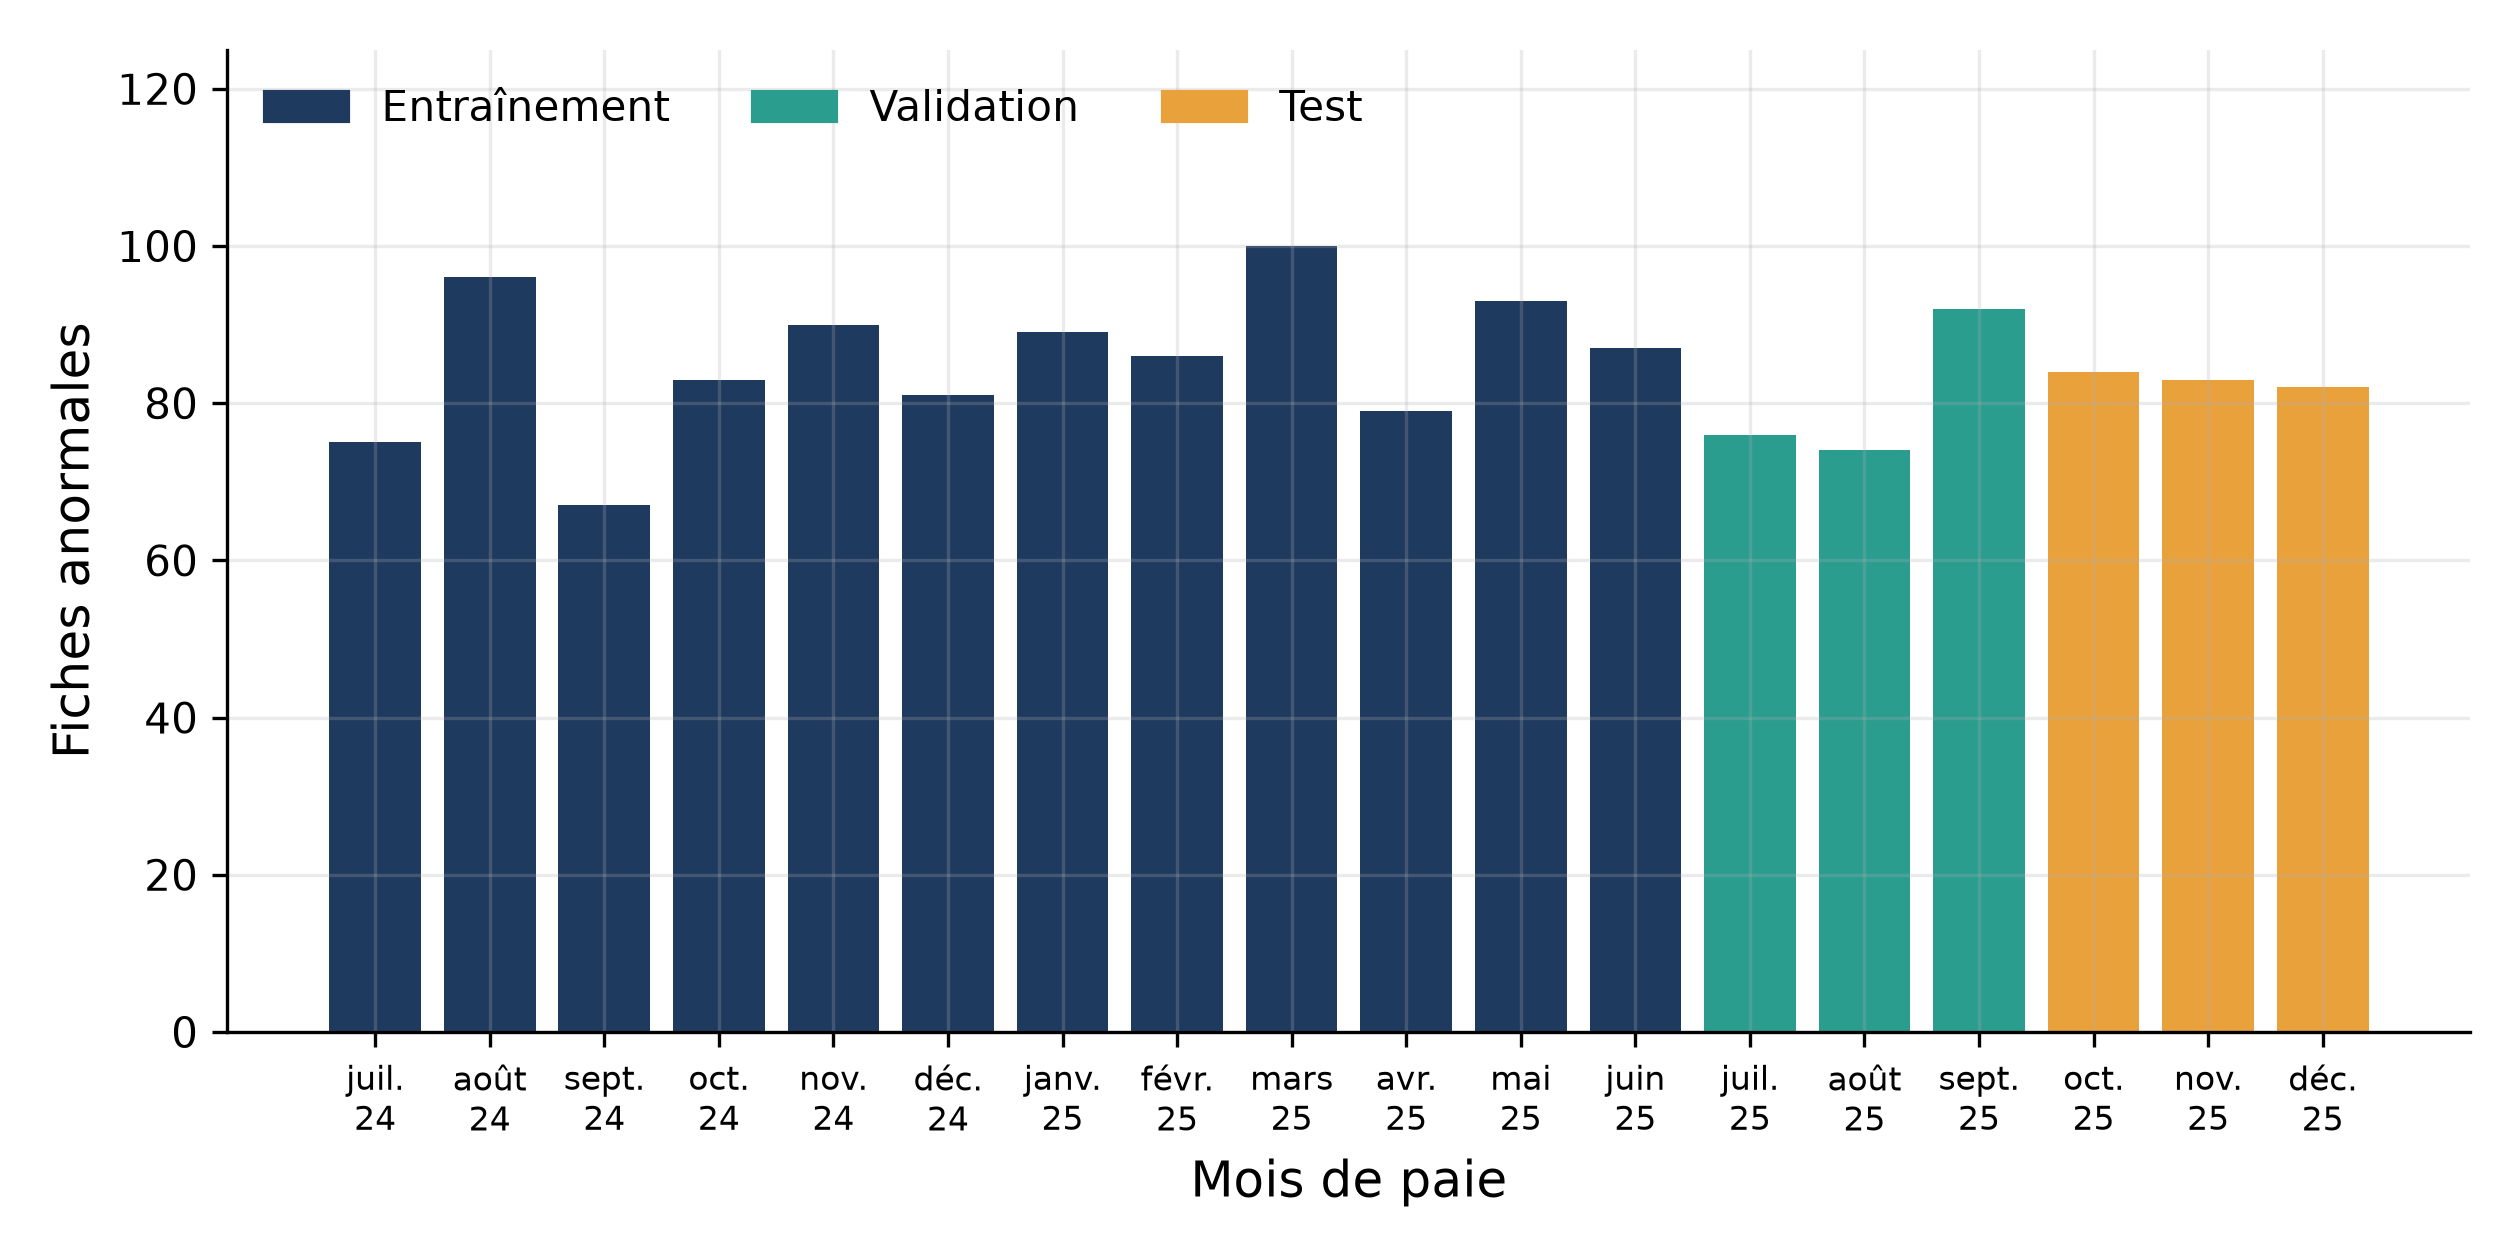 120
100
80
60
40
20
0
Fiches anormales
Entraînement Validation Test
juil. août sept. oct. nov. déc. janv. févr. mars avr. mai juin juil. août sept. oct. nov. déc.
24 24 24 24 24 24 25 25 25 25 25 25 25 25 25 25 25 25
Mois de paie